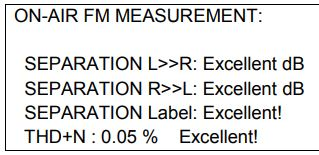 ON-AIR FM MEASUREMENT:
SEPARATION L>>R: Excellent dB
SEPARATION R>>L: Excellent dB
SEPARATION Label: Excellent!
THD+N : 0.05 % Excellent!